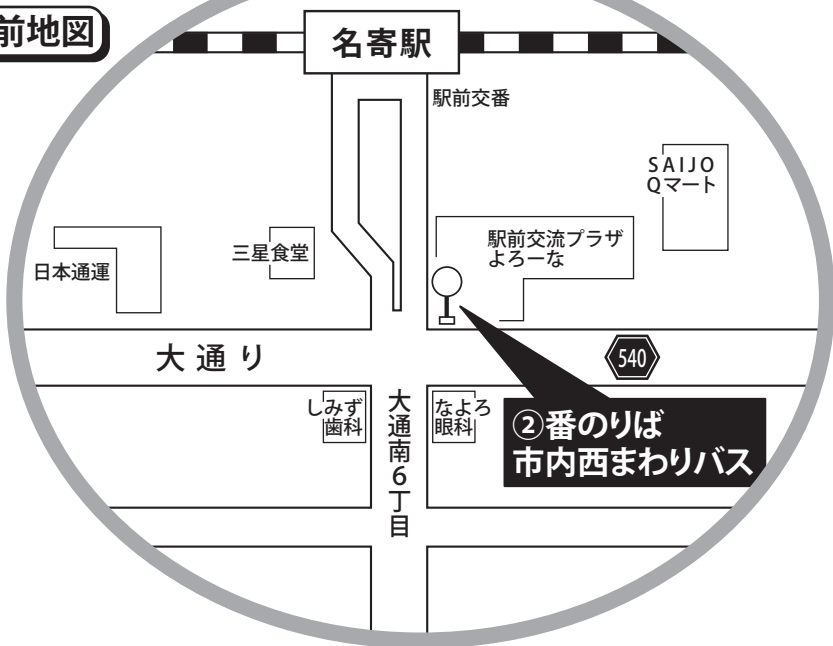 前地図
名寄駅
駅前交番
SAIJO
Qマート
駅前交流プラザ
よろーな
三星食堂
日本通運
大通り
540
しみず
歯科
大通南6丁目
なよろ
眼科
②番のりば
市内西まわりバス